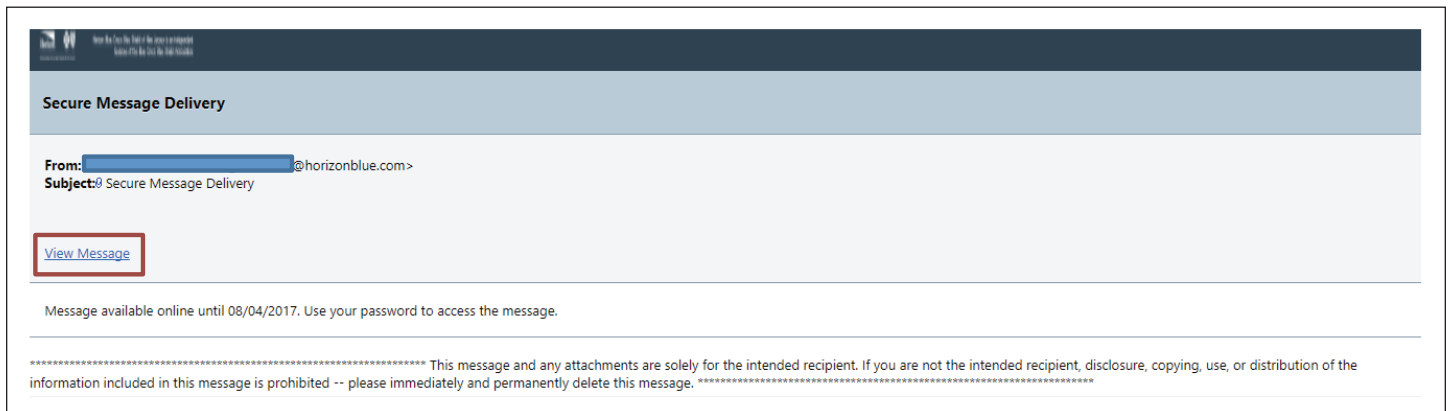 Secure Message Delivery
From: @horizonblue.com>
Subject: Secure Message Delivery
View Message
Message available online until 08/04/2017. Use your password to access the message.
********************************************************************** This message and any attachments are solely for the intended recipient. If you are not the intended recipient, disclosure, copying, use, or distribution of the
information included in this message is prohibited -- please immediately and permanently delete this message. **********************************************************************